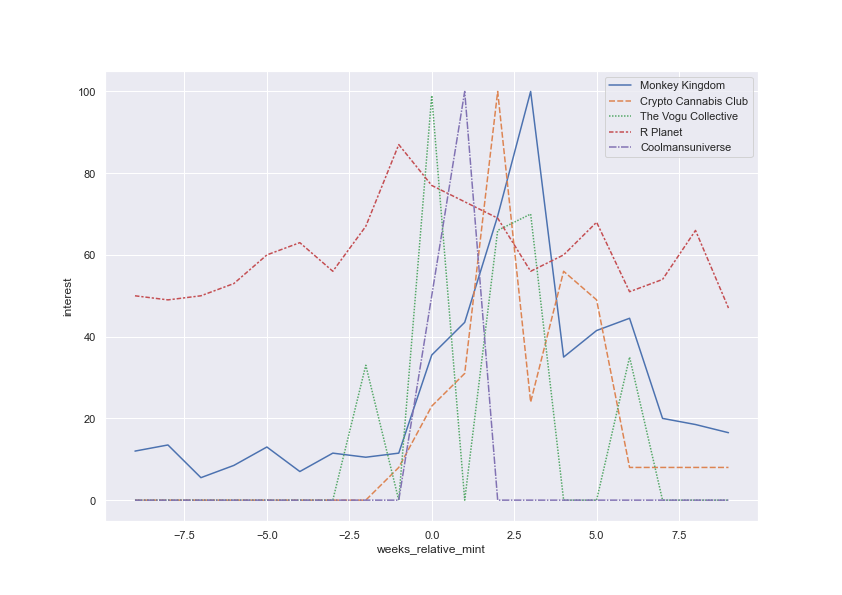 Monkey Kingdom
Crypto Cannabis Club
The Vogu Collective
R Planet
Coolmansuniverse
100
80
60
40
20
0
interest
−7.5 −5.0 −2.5 0.0 2.5 5.0 7.5
weeks_relative_mint